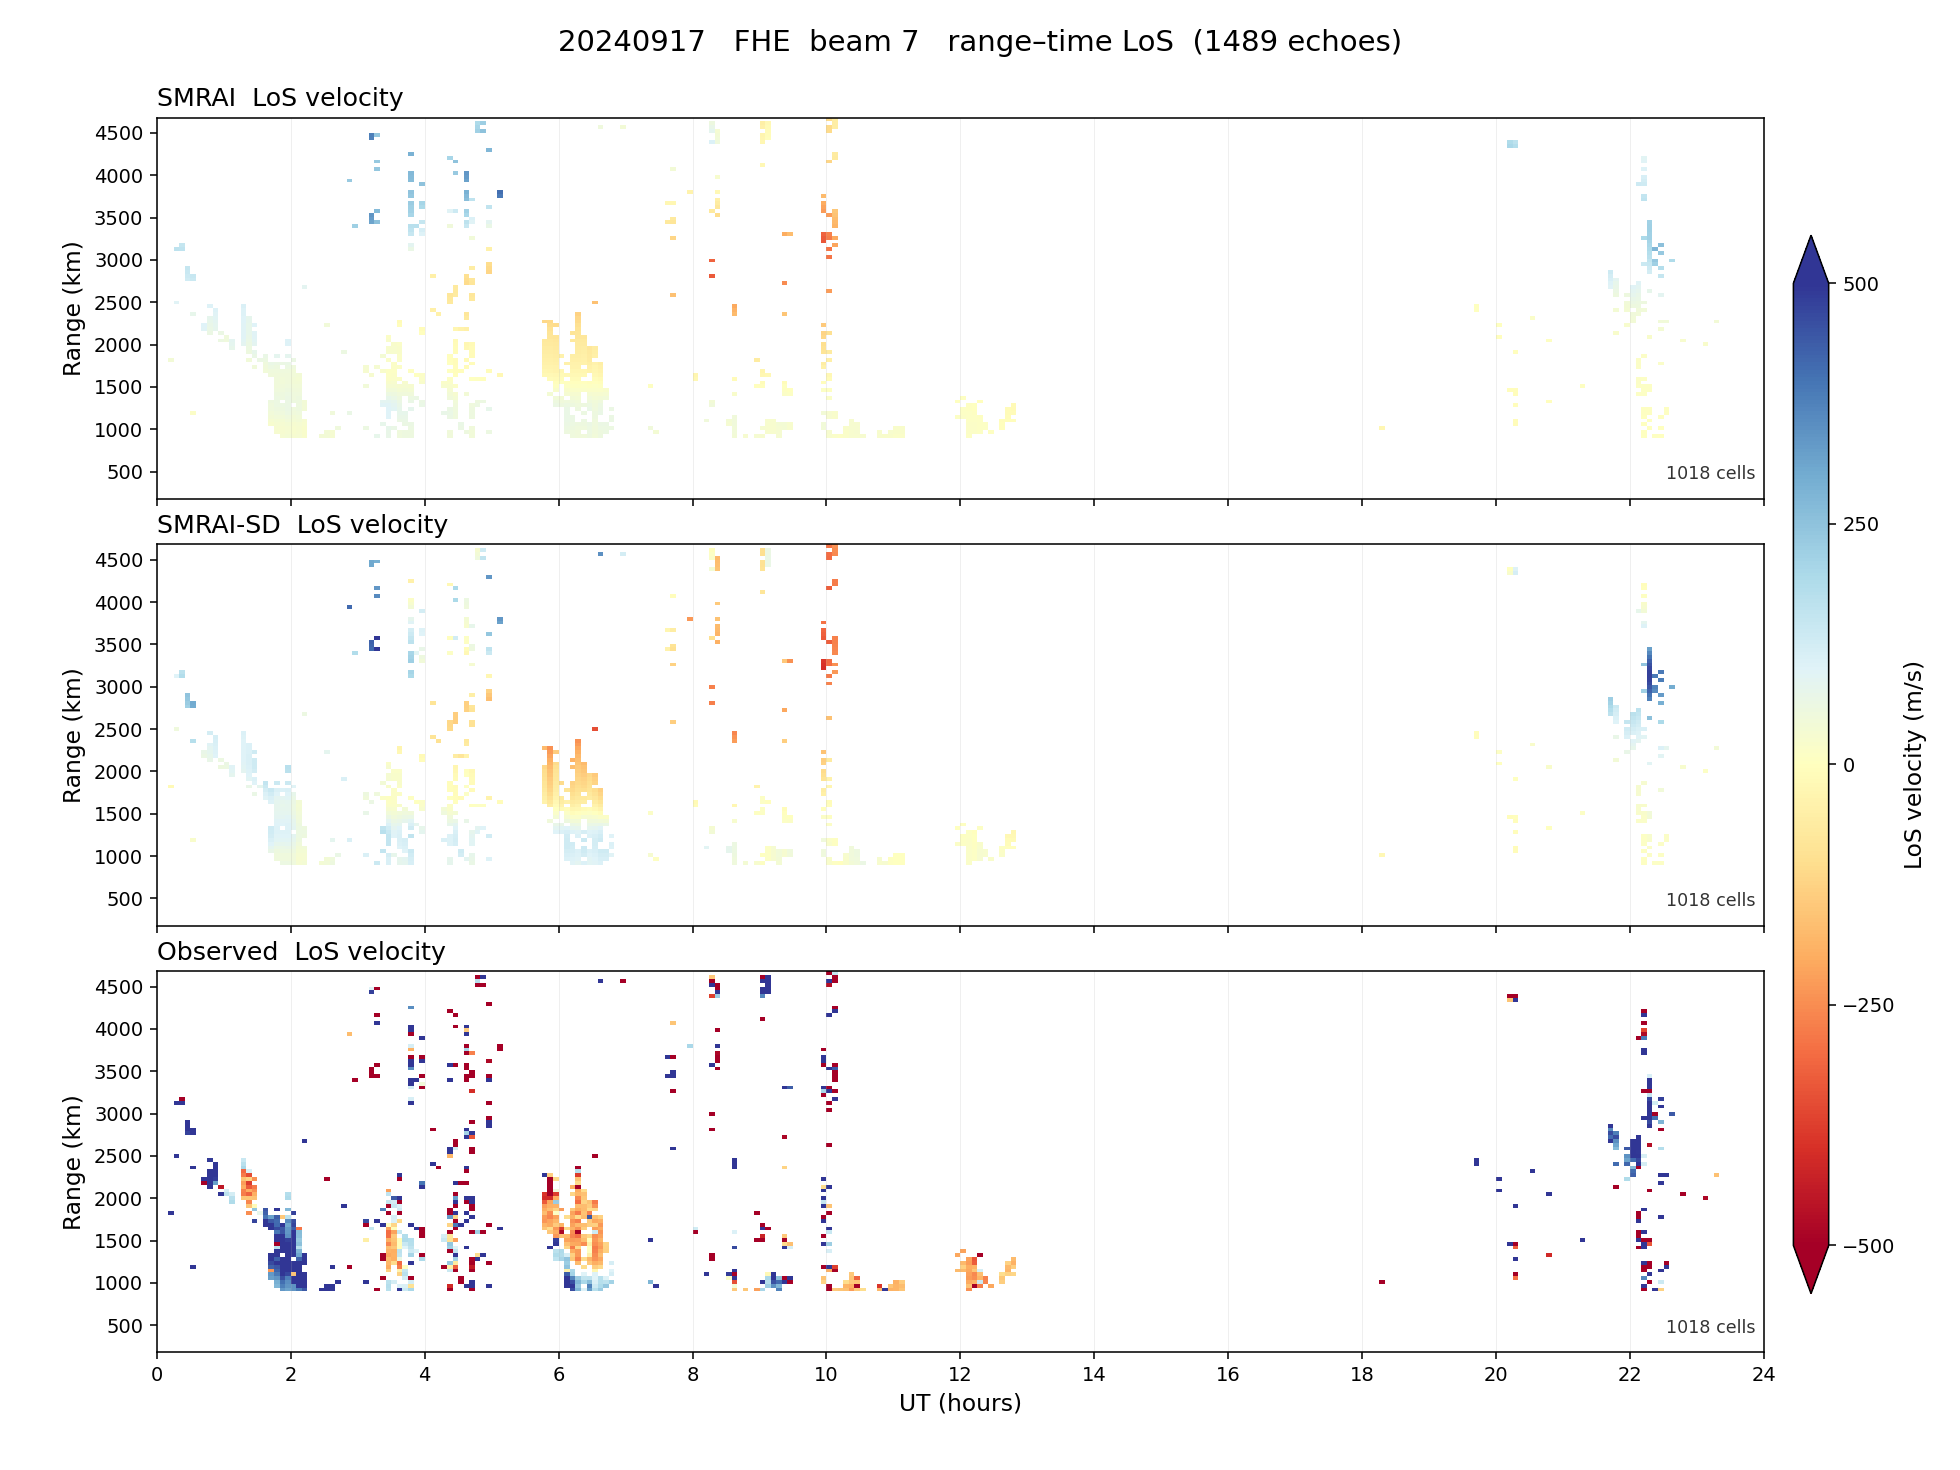 20240917   FHE  beam 7   range–time LoS  (1489 echoes)
SMRAI  LoS velocity
4500
4000
3500
3000
2500
2000
1500
1000
500
Range (km)
1018 cells
SMRAI-SD  LoS velocity
4500
4000
3500
3000
2500
2000
1500
1000
500
Range (km)
1018 cells
Observed  LoS velocity
4500
4000
3500
3000
2500
2000
1500
1000
500
Range (km)
1018 cells
0 2 4 6 8 10 12 14 16 18 20 22 24
UT (hours)
500
250
0
−250
−500
LoS velocity (m/s)